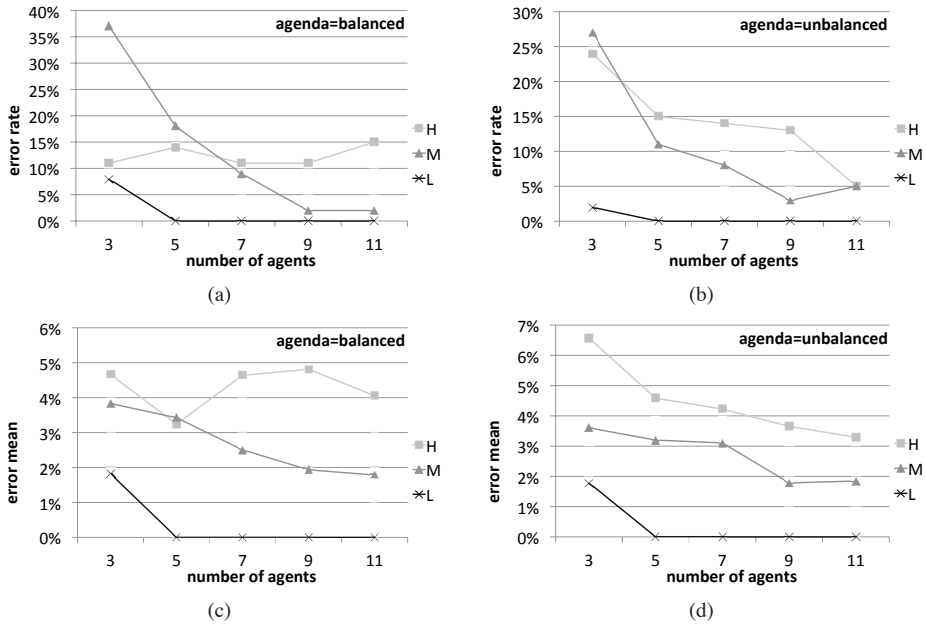 40%
35%
30%
25%
20%
15%
10%
5%
0%
error rate
agenda=balanced
H
M
L
3 5 7 9 11
number of agents
(a)
30%
25%
20%
15%
10%
5%
0%
error rate
agenda=unbalanced
H
M
L
3 5 7 9 11
number of agents
(b)
6%
5%
4%
3%
2%
1%
0%
error mean
agenda=balanced
H
M
L
3 5 7 9 11
number of agents
(c)
7%
6%
5%
4%
3%
2%
1%
0%
error mean
agenda=unbalanced
H
M
L
3 5 7 9 11
number of agents
(d)